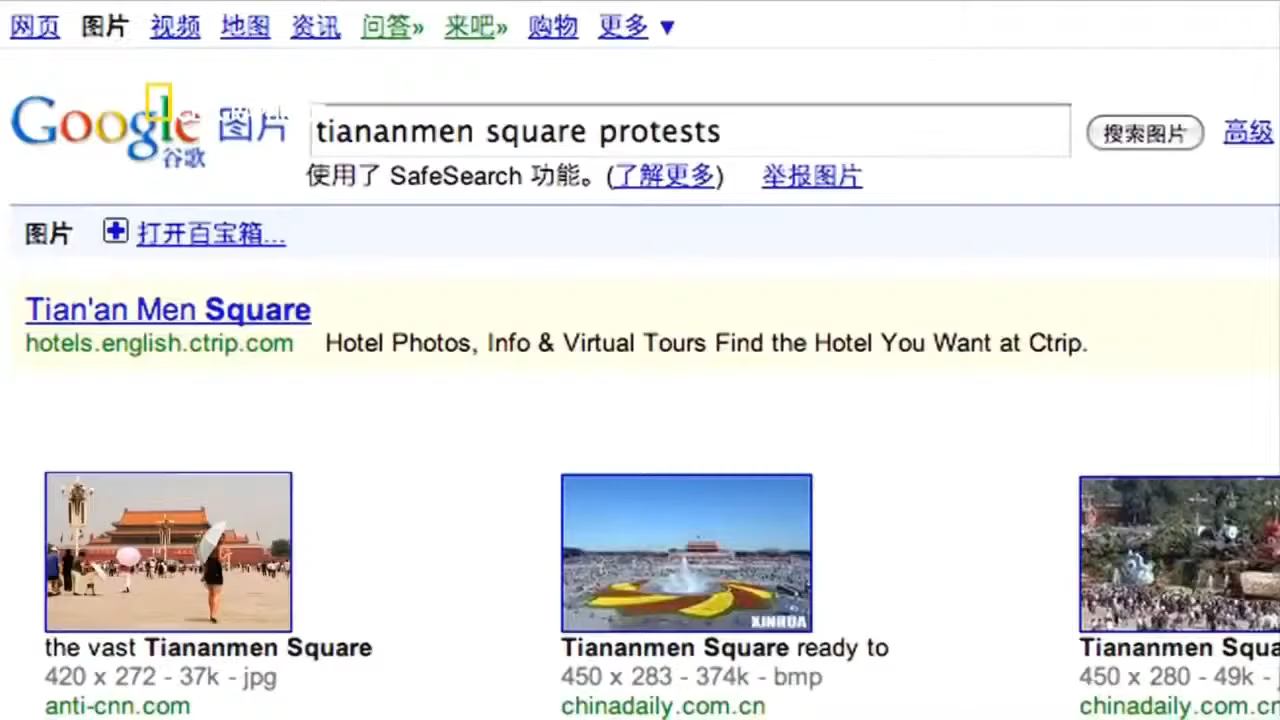 网页 图片 视频 地图 资讯 问答» 来吧» 购物 更多 ▼
Google 谷歌 图片 tiananmen square protests 搜索图片 高级
使用了 SafeSearch 功能。(了解更多) 举报图片
图片 打开百宝箱...
Tian'an Men Square
hotels.english.ctrip.com Hotel Photos, Info & Virtual Tours Find the Hotel You Want at Ctrip.
XINHUA
the vast Tiananmen Square Tiananmen Square ready to Tiananmen Squa
420 x 272 - 37k - jpg 450 x 283 - 374k - bmp 450 x 280 - 49k - j
anti-cnn.com chinadaily.com.cn chinadaily.com.cn